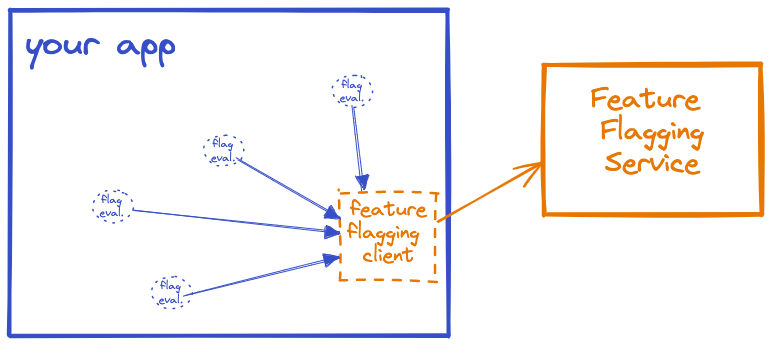 your app
flag
eval.
flag
eval.
flag
eval.
flag
eval.
feature
flagging
client
Feature
Flagging
Service